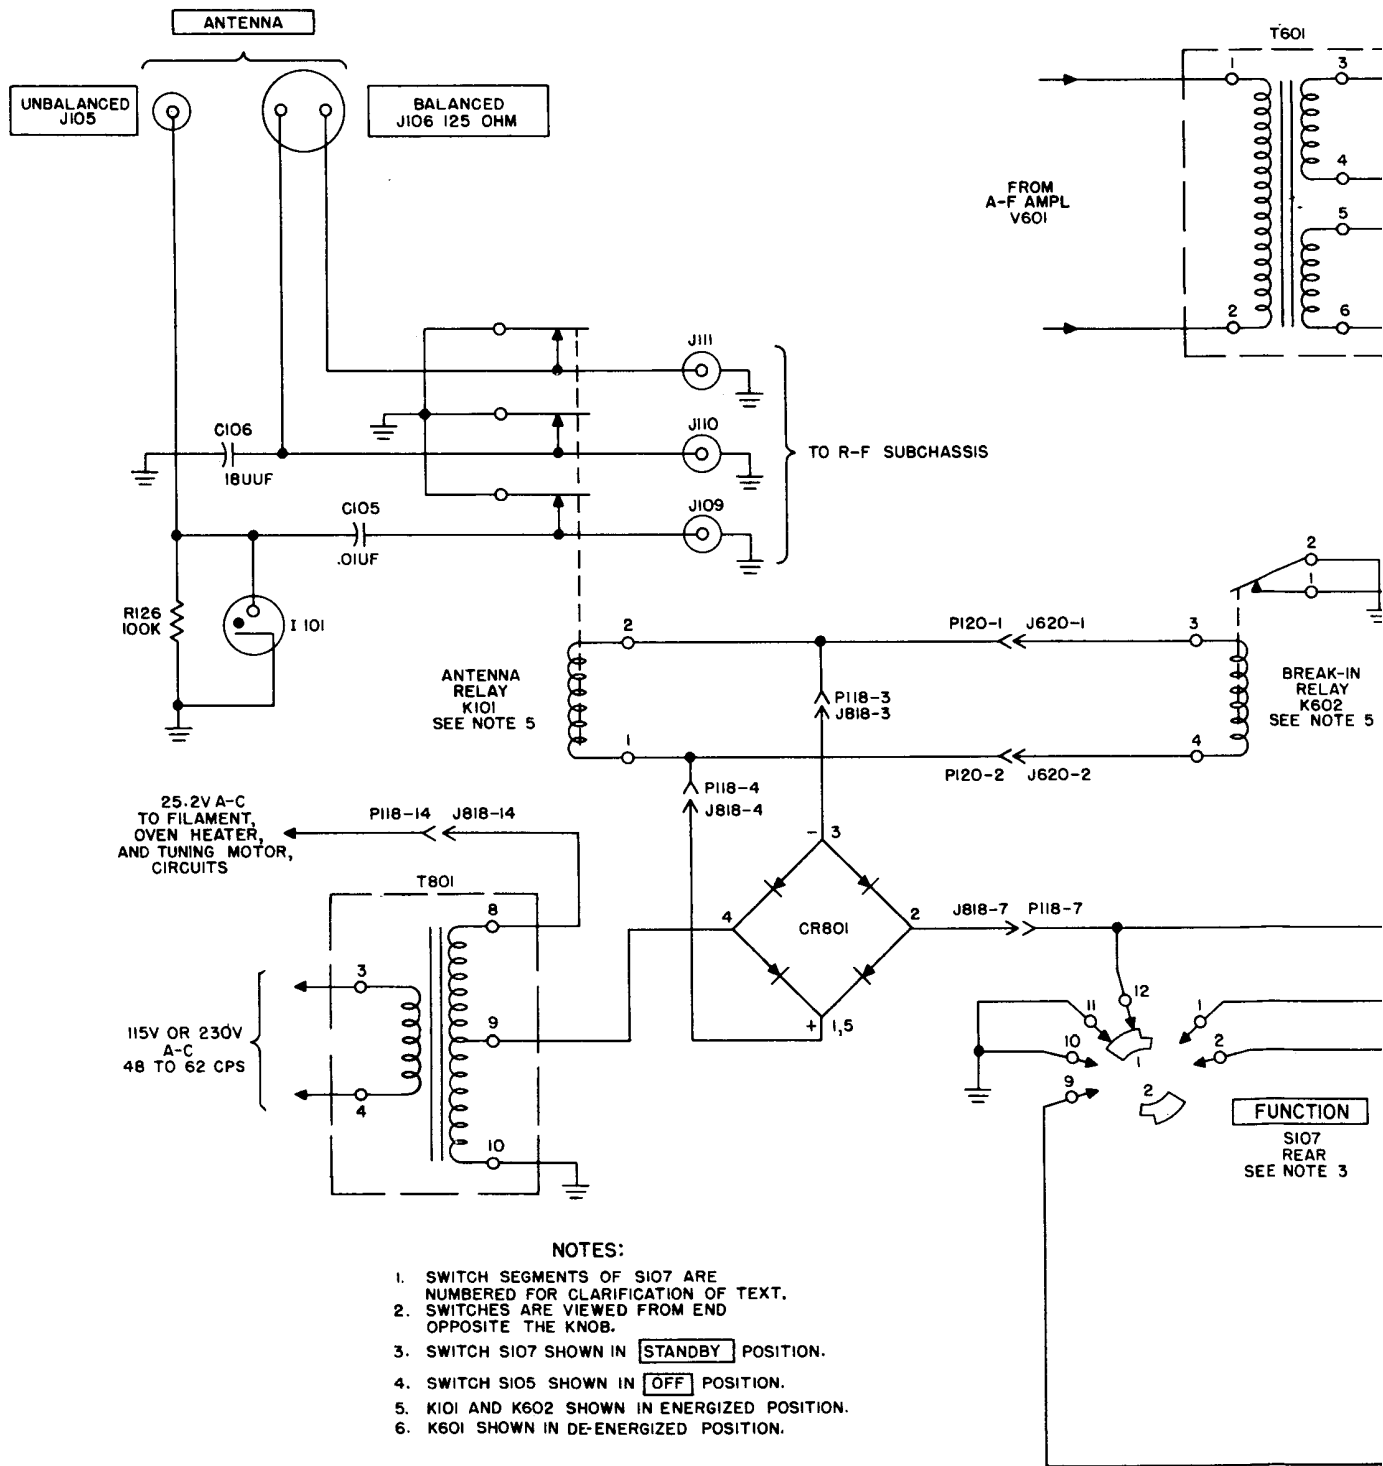 ANTENNA
UNBALANCED
J105
BALANCED
J106 125 OHM
T601
1
3
4
5
2
6
FROM
A-F AMPL
V601
J111
J110
J109
TO R-F SUBCHASSIS
C106
18UUF
C105
.01UF
R126
100K
I 101
ANTENNA
RELAY
K101
SEE NOTE 5
2
1
P120-1 J620-1
3
P118-3
J818-3
2
1
BREAK-IN
RELAY
K602
SEE NOTE 5
4
P120-2 J620-2
P118-4
J818-4
25.2V A-C
TO FILAMENT,
OVEN HEATER,
AND TUNING MOTOR,
CIRCUITS
P118-14 J818-14
T801
8
3
9
4
10
115V OR 230V
A-C
48 TO 62 CPS
- 3
4
CR801
2
+ 1,5
J818-7 P118-7
12
11
1
10
2
9
1
2
FUNCTION
S107
REAR
SEE NOTE 3
NOTES:
1. SWITCH SEGMENTS OF S107 ARE
NUMBERED FOR CLARIFICATION OF TEXT.
2. SWITCHES ARE VIEWED FROM END
OPPOSITE THE KNOB.
3. SWITCH S107 SHOWN IN STANDBY POSITION.
4. SWITCH S105 SHOWN IN OFF POSITION.
5. K101 AND K602 SHOWN IN ENERGIZED POSITION.
6. K601 SHOWN IN DE-ENERGIZED POSITION.